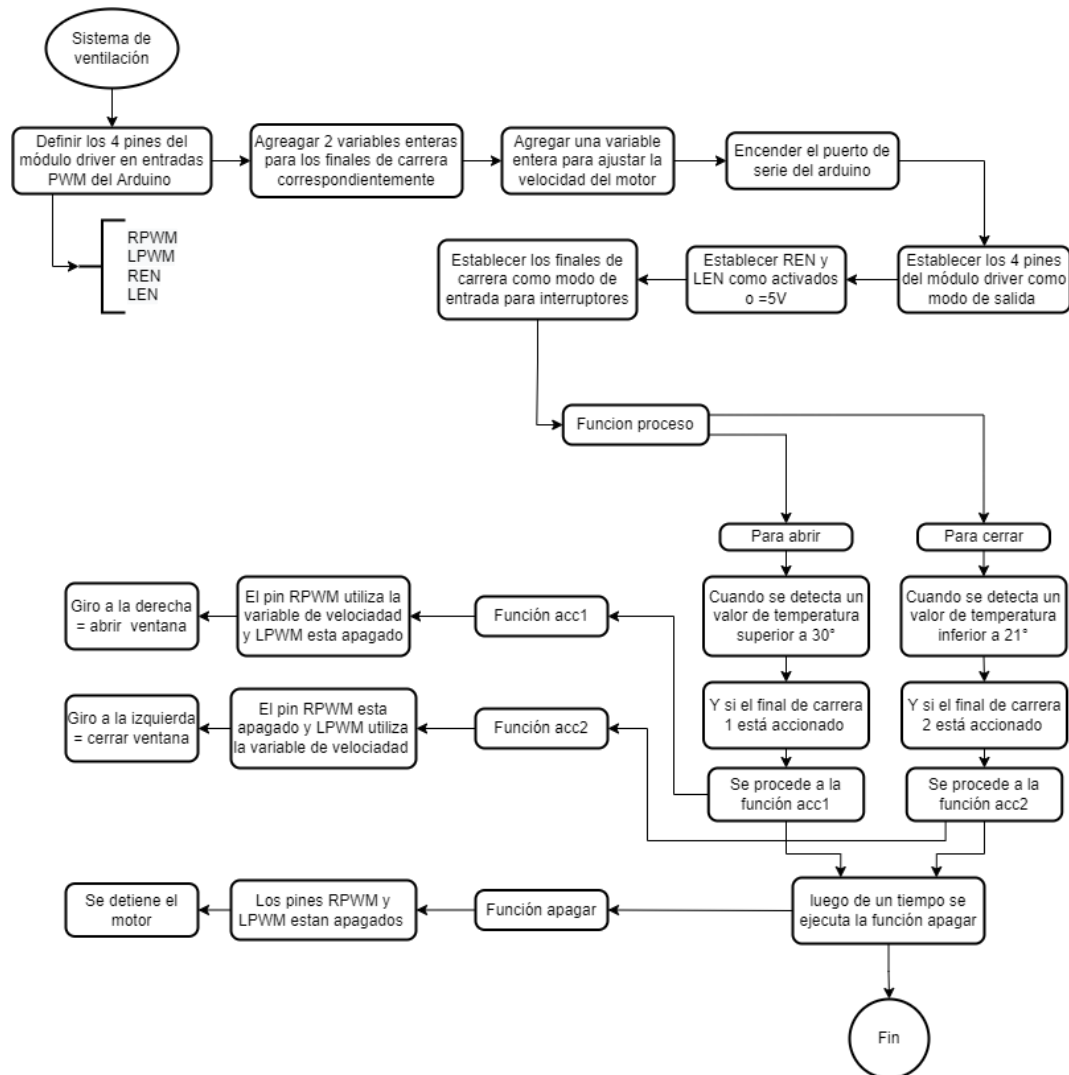 Sistema de
ventilación
Definir los 4 pines del
módulo driver en entradas
PWM del Arduino
Agreagar 2 variables enteras
para los finales de carrera
correspondientemente
Agregar una variable
entera para ajustar la
velocidad del motor
Encender el puerto de
serie del arduino
RPWM
LPWM
REN
LEN
Establecer los 4 pines
del módulo driver como
modo de salida
Establecer REN y
LEN como activados
o =5V
Establecer los finales de
carrera como modo de
entrada para interruptores
Funcion proceso
Para abrir
Para cerrar
Cuando se detecta un
valor de temperatura
superior a 30°
Cuando se detecta un
valor de temperatura
inferior a 21°
Y si el final de carrera
1 está accionado
Y si el final de carrera
2 está accionado
Se procede a la
función acc1
Se procede a la
función acc2
Función acc1
El pin RPWM utiliza la
variable de velociadad
y LPWM esta apagado
Giro a la derecha
= abrir ventana
Función acc2
El pin RPWM esta
apagado y LPWM utiliza
la variable de velociadad
Giro a la izquierda
= cerrar ventana
luego de un tiempo se
ejecuta la función apagar
Función apagar
Los pines RPWM y
LPWM estan apagados
Se detiene el
motor
Fin